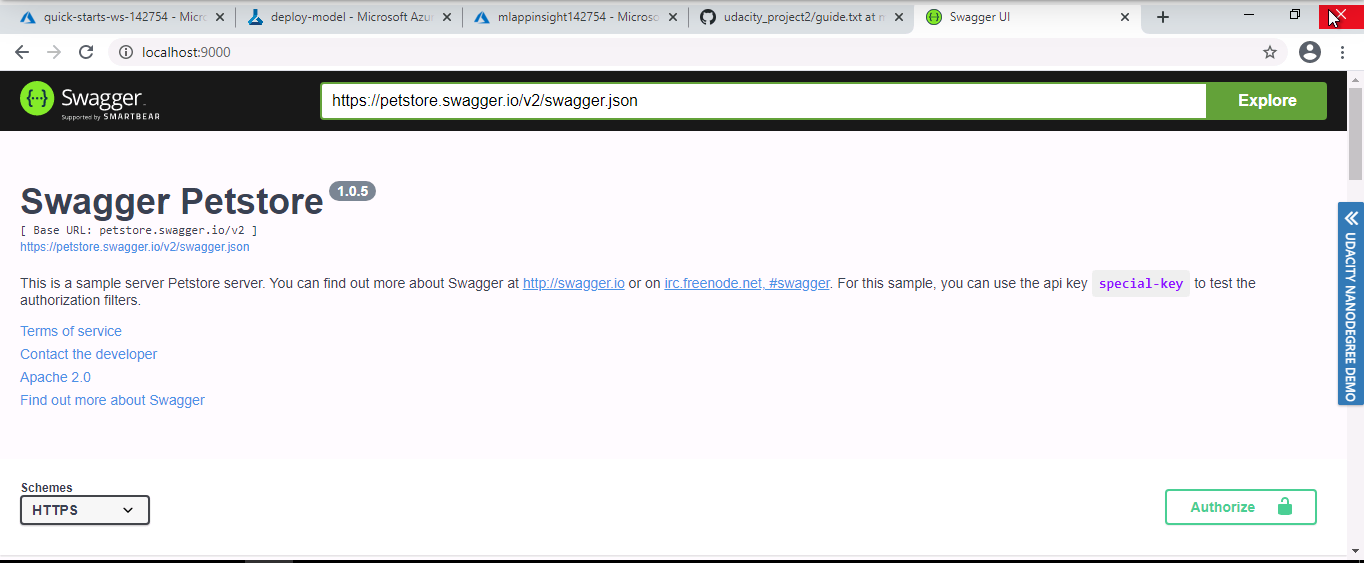 quick-starts-ws-142754 - Micro
deploy-model - Microsoft Azur
mlappinsight142754 - Microso
udacity_project2/guide.txt at m
Swagger UI
localhost:9000
Swagger
Supported by SMARTBEAR
https://petstore.swagger.io/v2/swagger.json
Explore
Swagger Petstore 1.0.5
[ Base URL: petstore.swagger.io/v2 ]
https://petstore.swagger.io/v2/swagger.json
This is a sample server Petstore server. You can find out more about Swagger at http://swagger.io or on irc.freenode.net, #swagger. For this sample, you can use the api key special-key to test the
authorization filters.
Terms of service
Contact the developer
Apache 2.0
Find out more about Swagger
UDACITY NANODEGREE DEMO
Schemes
HTTPS
Authorize